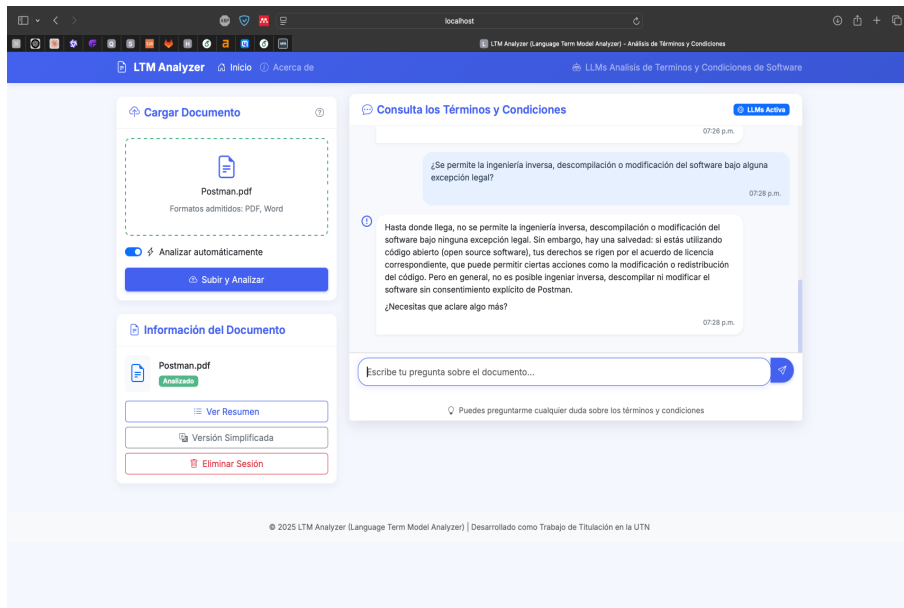 localhost
LTM Analyzer (Language Term Model Analyzer) - Análisis de Términos y Condiciones
LTM Analyzer
Inicio
Acerca de
LLMs Analisis de Terminos y Condiciones de Software
Cargar Documento
Postman.pdf
Formatos admitidos: PDF, Word
Analizar automáticamente
Subir y Analizar
Información del Documento
Postman.pdf
Analizado
Ver Resumen
Versión Simplificada
Eliminar Sesión
Consulta los Términos y Condiciones
LLMs Activa
07:26 p.m.
¿Se permite la ingeniería inversa, descompilación o modificación del software bajo alguna
excepción legal?
07:28 p.m.
Hasta donde llega, no se permite la ingeniería inversa, descompilación o modificación del
software bajo ninguna excepción legal. Sin embargo, hay una salvedad: si estás utilizando
código abierto (open source software), tus derechos se rigen por el acuerdo de licencia
correspondiente, que puede permitir ciertas acciones como la modificación o redistribución
del código. Pero en general, no es posible ingeniar inversa, descompilar ni modificar el
software sin consentimiento explícito de Postman.
¿Necesitas que aclare algo más?
07:28 p.m.
Escribe tu pregunta sobre el documento...
Puedes preguntarme cualquier duda sobre los términos y condiciones
© 2025 LTM Analyzer (Language Term Model Analyzer) | Desarrollado como Trabajo de Titulación en la UTN